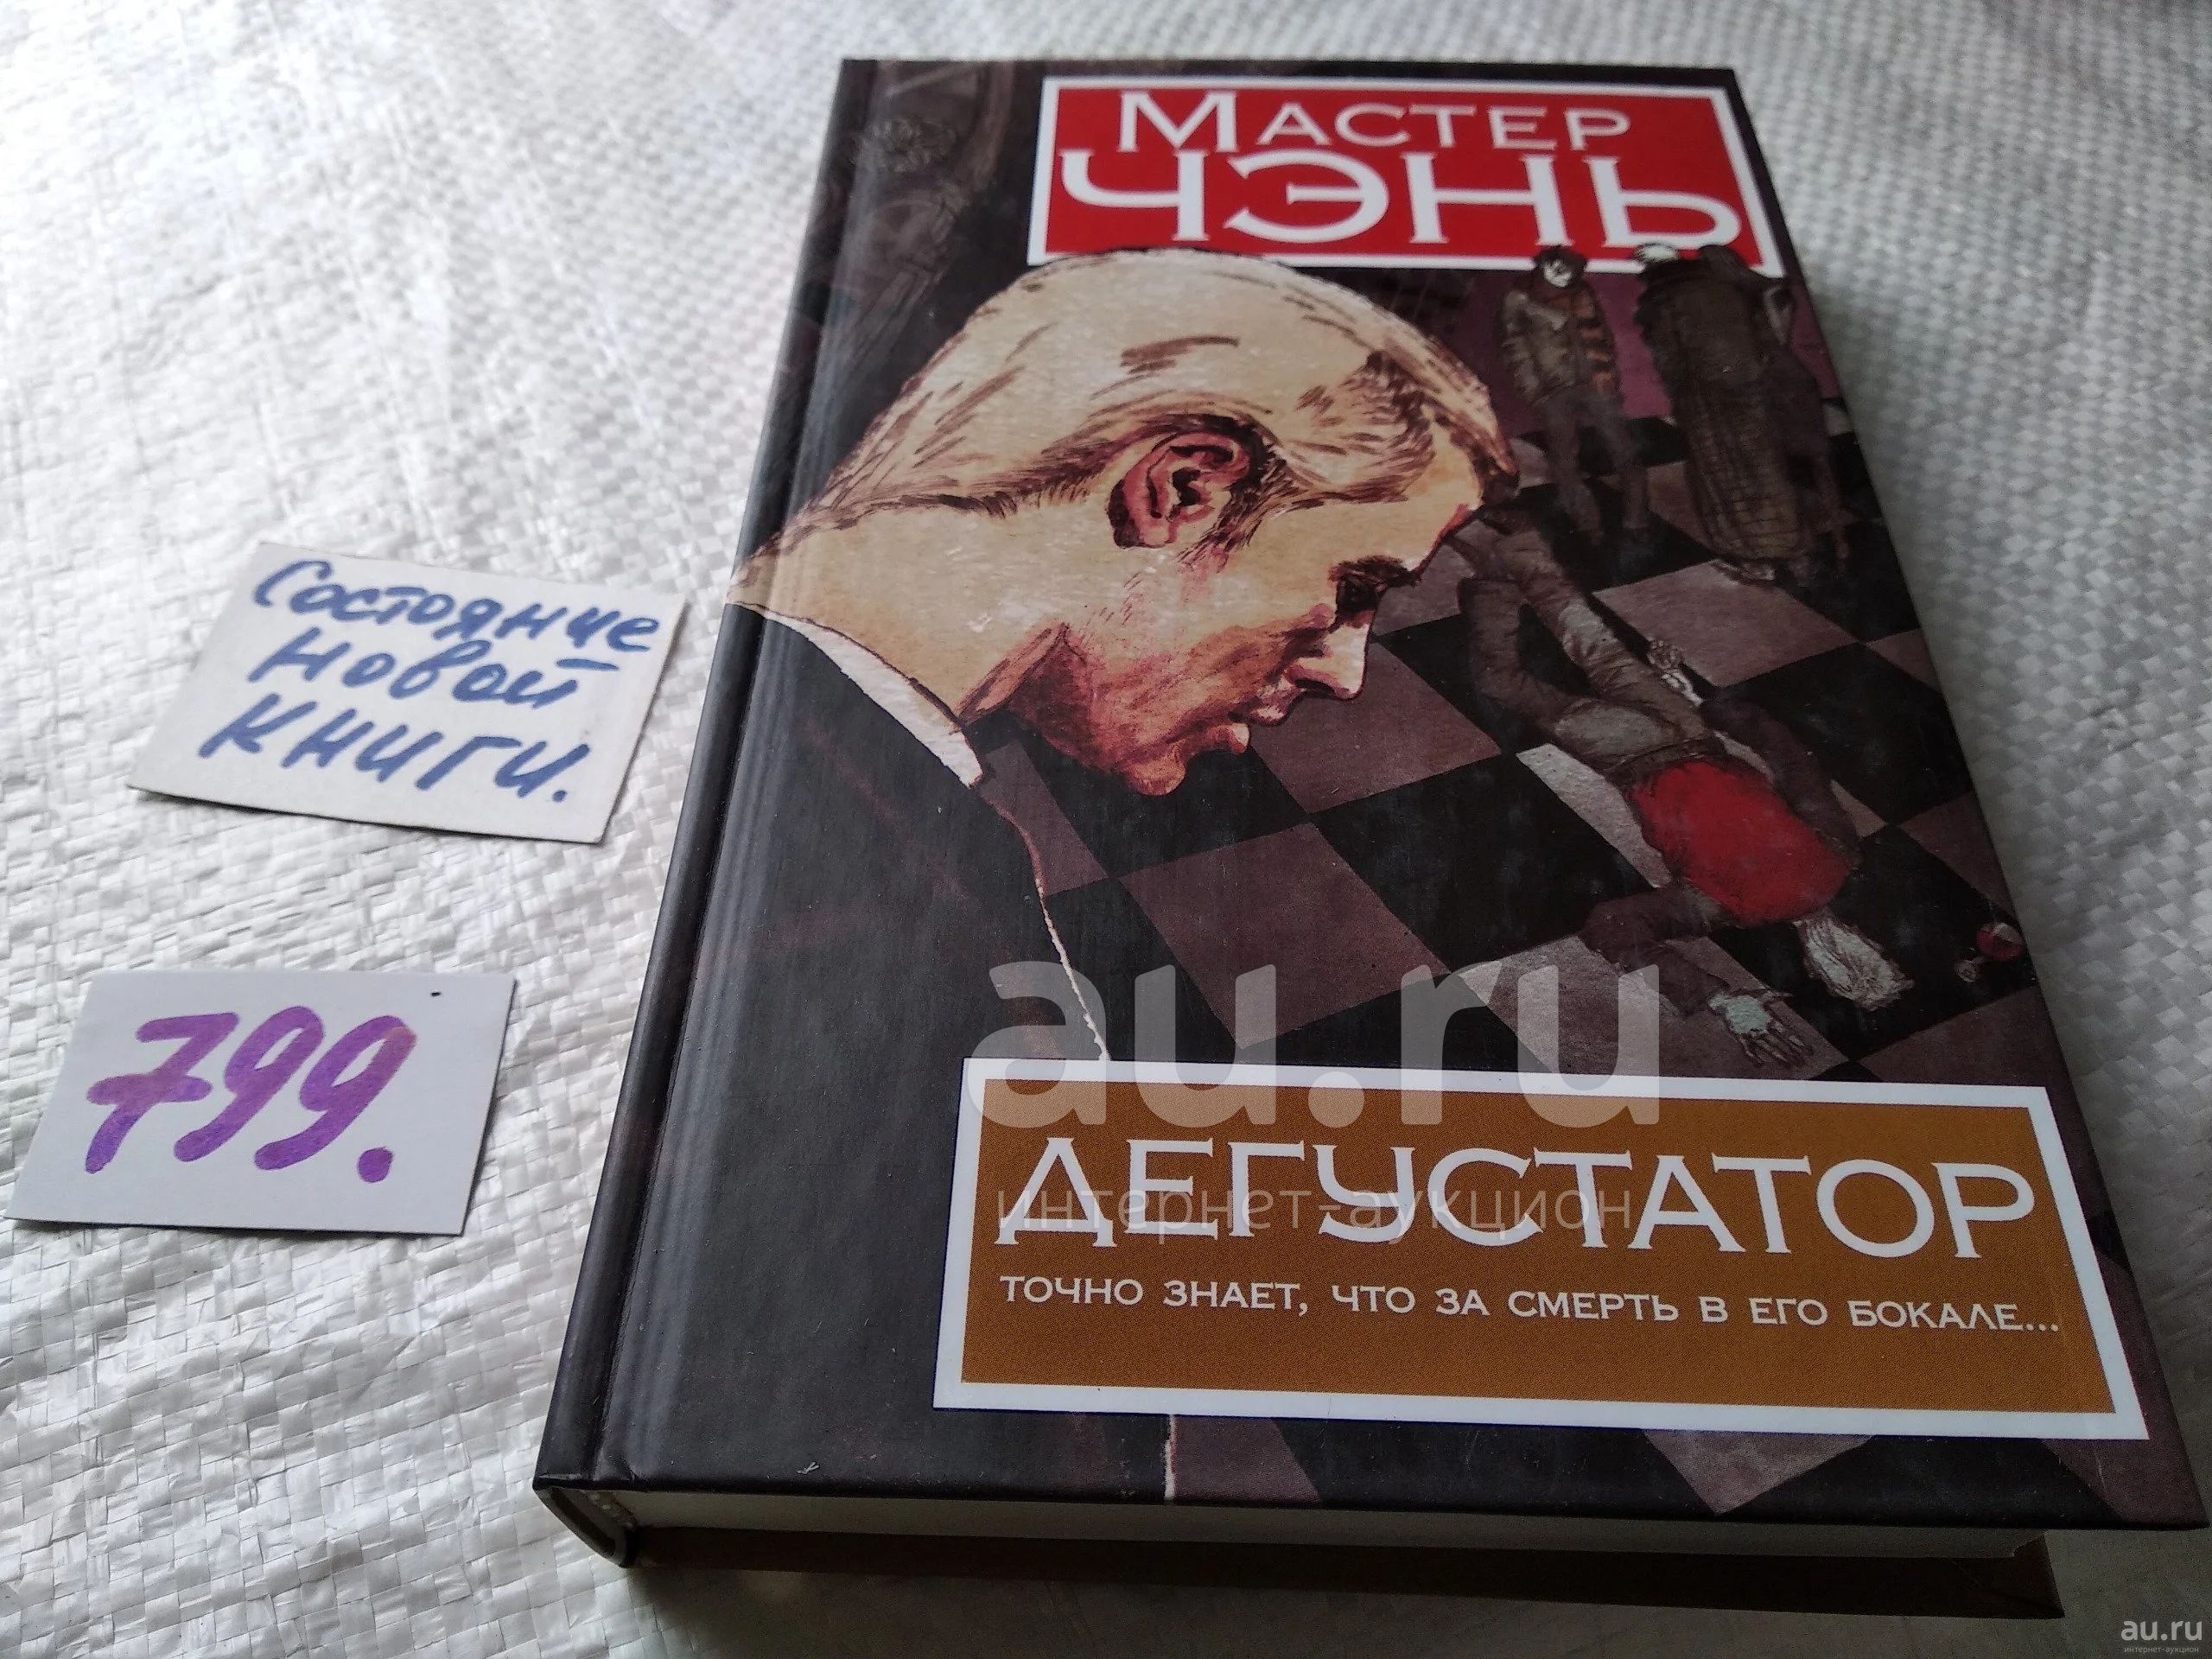 Мастер
Чэнь
Состояние
новой
книги.
799.
au.ru
интернет-аукцион
Дегустатор
точно знает, что за смерть в его бокале...
au.ru
интернет-аукцион